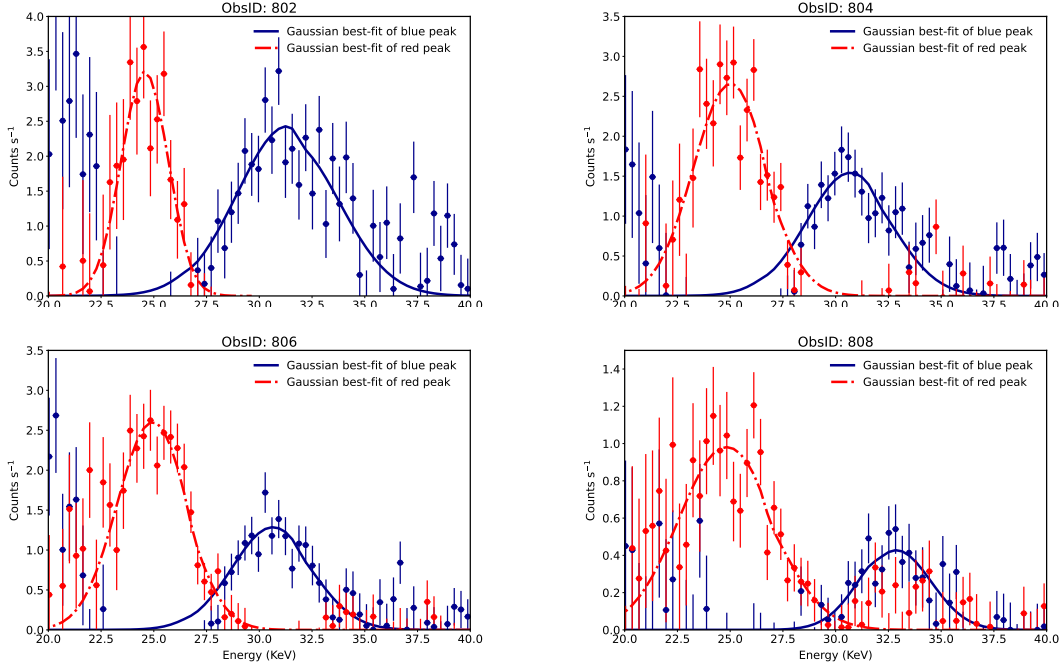 ObsID: 802
Gaussian best-fit of blue peak
Gaussian best-fit of red peak
Counts s⁻¹
4.0
3.5
3.0
2.5
2.0
1.5
1.0
0.5
0.0
20.0 22.5 25.0 27.5 30.0 32.5 35.0 37.5 40.0
ObsID: 804
Gaussian best-fit of blue peak
Gaussian best-fit of red peak
Counts s⁻¹
3.5
3.0
2.5
2.0
1.5
1.0
0.5
0.0
20.0 22.5 25.0 27.5 30.0 32.5 35.0 37.5 40.0
ObsID: 806
Gaussian best-fit of blue peak
Gaussian best-fit of red peak
Counts s⁻¹
3.5
3.0
2.5
2.0
1.5
1.0
0.5
0.0
20.0 22.5 25.0 27.5 30.0 32.5 35.0 37.5 40.0
Energy (KeV)
ObsID: 808
Gaussian best-fit of blue peak
Gaussian best-fit of red peak
Counts s⁻¹
1.4
1.2
1.0
0.8
0.6
0.4
0.2
0.0
20.0 22.5 25.0 27.5 30.0 32.5 35.0 37.5 40.0
Energy (KeV)